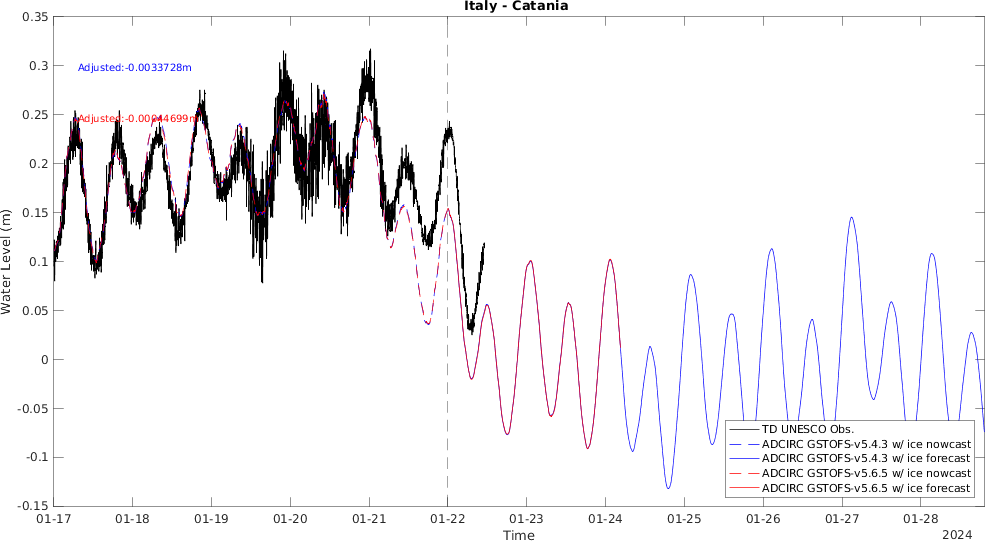 Italy - Catania
0.35
0.3
0.25
0.2
0.15
0.1
0.05
0
-0.05
-0.1
-0.15
Water Level (m)
Adjusted:-0.0033728m
TD UNESCO Obs.
ADCIRC GSTOFS-v5.4.3 w/ ice nowcast
ADCIRC GSTOFS-v5.4.3 w/ ice forecast
ADCIRC GSTOFS-v5.6.5 w/ ice nowcast
ADCIRC GSTOFS-v5.6.5 w/ ice forecast
01-17 01-18 01-19 01-20 01-21 01-22 01-23 01-24 01-25 01-26 01-27 01-28
Time
2024